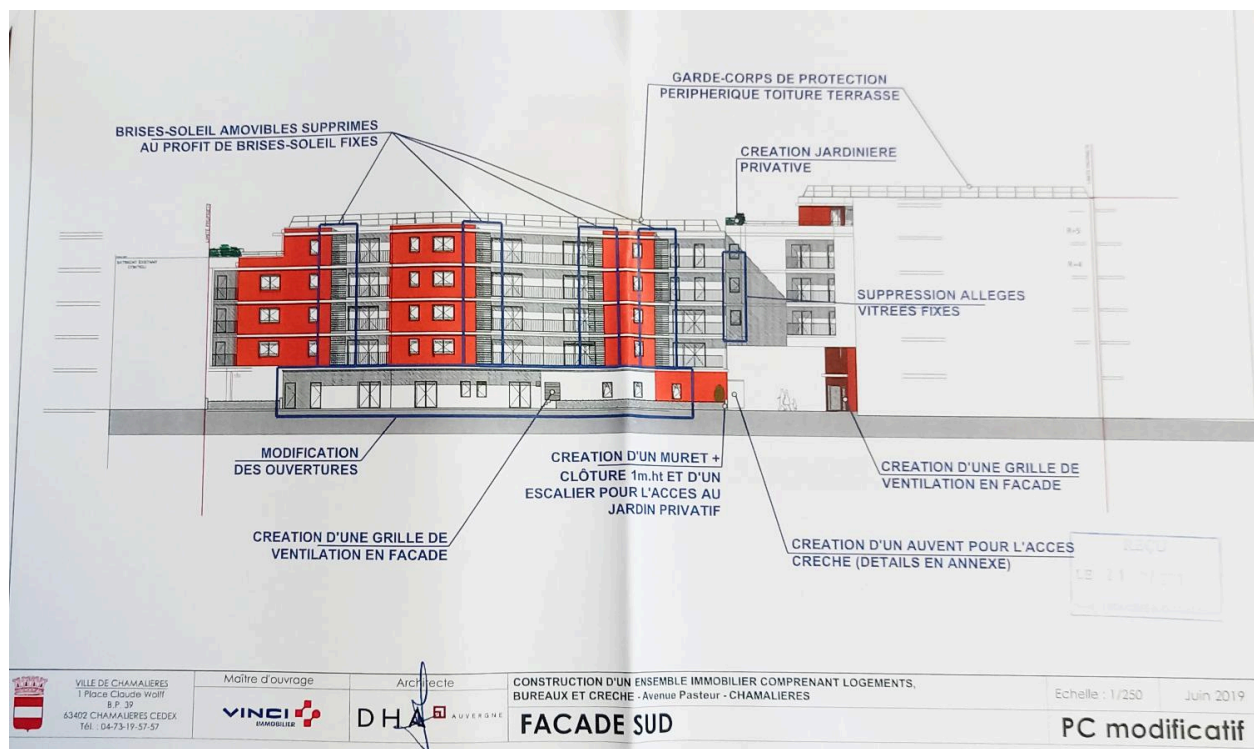 GARDE-CORPS DE PROTECTION
PERIPHERIQUE TOITURE TERRASSE
BRISES-SOLEIL AMOVIBLES SUPPRIMES
AU PROFIT DE BRISES-SOLEIL FIXES
CREATION JARDINIERE
PRIVATIVE
R+5
R+4
SUPPRESSION ALLEGES
VITREES FIXES
MODIFICATION
DES OUVERTURES
CREATION D'UN MURET +
CLÔTURE 1m.ht ET D'UN
ESCALIER POUR L'ACCES AU
JARDIN PRIVATIF
CREATION D'UNE GRILLE DE
VENTILATION EN FACADE
CREATION D'UNE GRILLE DE
VENTILATION EN FACADE
CREATION D'UN AUVENT POUR L'ACCES
CRECHE (DETAILS EN ANNEXE)
VILLE DE CHAMALIERES
1 Place Claude Wolff
B.P. 39
63402 CHAMALIERES CEDEX
Tél. : 04-73-19-57-57
Maître d'ouvrage
VINCI
IMMOBILIER
Architecte
DHA AUVERGNE
CONSTRUCTION D'UN ENSEMBLE IMMOBILIER COMPRENANT LOGEMENTS,
BUREAUX ET CRECHE - Avenue Pasteur - CHAMALIERES
FACADE SUD
Echelle : 1/250
Juin 2019
PC modificatif